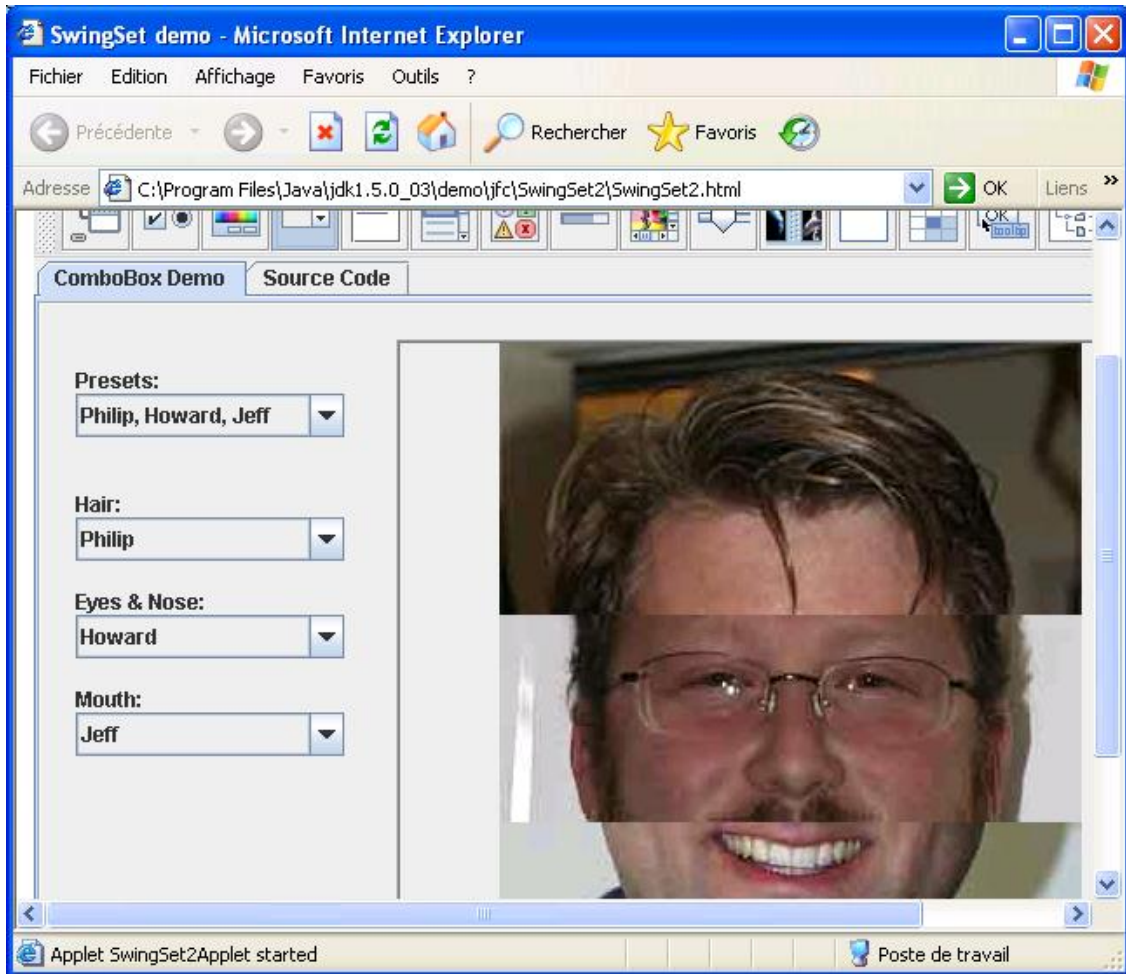 SwingSet demo - Microsoft Internet Explorer
Fichier Edition Affichage Favoris Outils ?
Précédente Rechercher Favoris
Adresse C:\Program Files\Java\jdk1.5.0_03\demo\jfc\SwingSet2\SwingSet2.html OK Liens »
OK
tooltip
ComboBox Demo Source Code
Presets:
Philip, Howard, Jeff
Hair:
Philip
Eyes & Nose:
Howard
Mouth:
Jeff
Applet SwingSet2Applet started Poste de travail